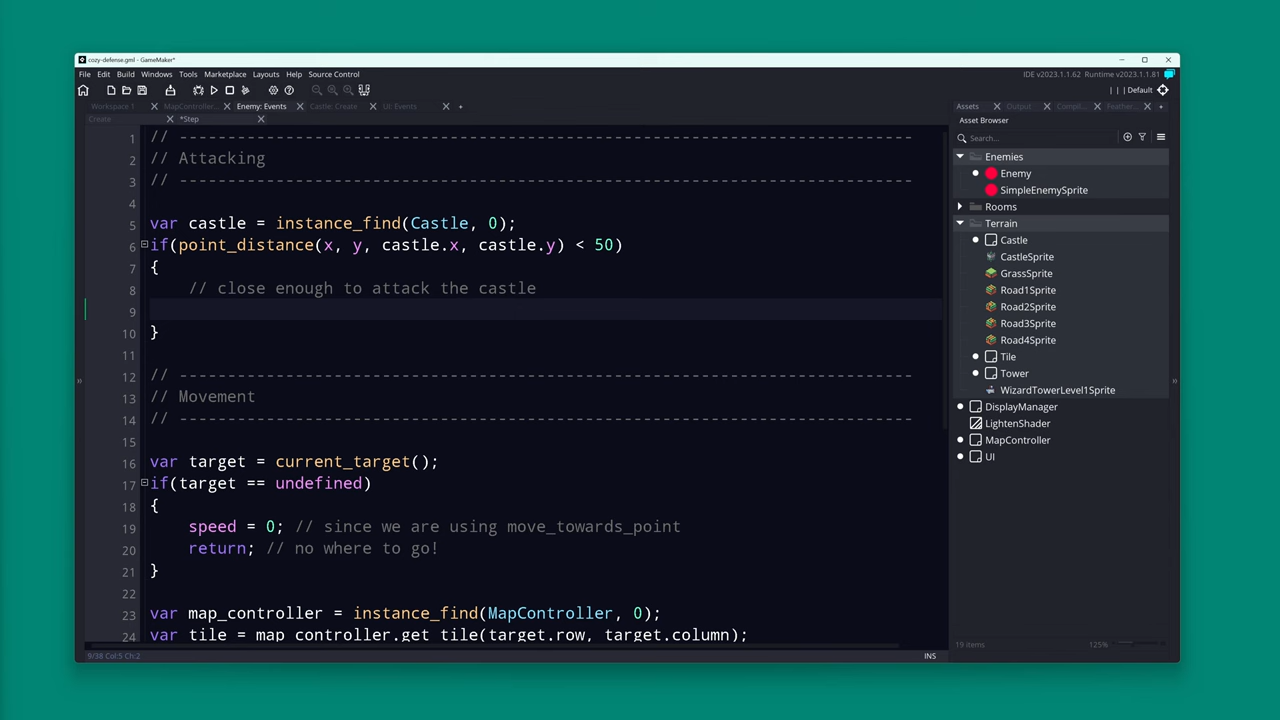 cozy-defense.gml - GameMaker*
File Edit Build Windows Tools Marketplace Layouts Help Source Control
IDE v2023.1.1.62 Runtime v2023.1.1.81
| | | Default
Workspace 1 MapController... Enemy: Events Castle: Create UI: Events +
Create *Step
Assets Output Compil... Feather... +
Asset Browser
Search...
1 // ------------------------------------------------------------------------------
2 // Attacking
3 // ------------------------------------------------------------------------------
4
5 var castle = instance_find(Castle, 0);
6 if(point_distance(x, y, castle.x, castle.y) < 50)
7 {
8 // close enough to attack the castle
9
10 }
11
12 // ------------------------------------------------------------------------------
13 // Movement
14 // ------------------------------------------------------------------------------
15
16 var target = current_target();
17 if(target == undefined)
18 {
19 speed = 0; // since we are using move_towards_point
20 return; // no where to go!
21 }
22
23 var map_controller = instance_find(MapController, 0);
24 var tile = map_controller.get_tile(target.row, target.column);
Enemies
Enemy
SimpleEnemySprite
Rooms
Terrain
Castle
CastleSprite
GrassSprite
Road1Sprite
Road2Sprite
Road3Sprite
Road4Sprite
Tile
Tower
WizardTowerLevel1Sprite
DisplayManager
LightenShader
MapController
UI
19 items 125%
9/38 Col:5 Ch:2 INS